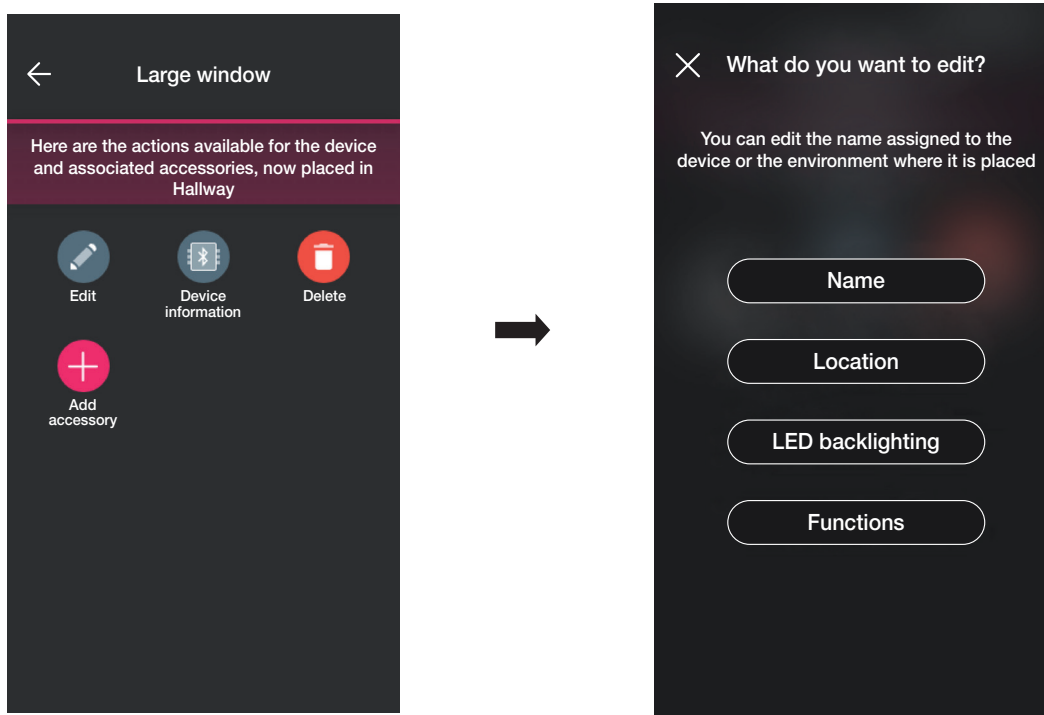 Large window
Here are the actions available for the device
and associated accessories, now placed in
Hallway
Edit
Device
information
Delete
Add
accessory
What do you want to edit?
You can edit the name assigned to the
device or the environment where it is placed
Name
Location
LED backlighting
Functions